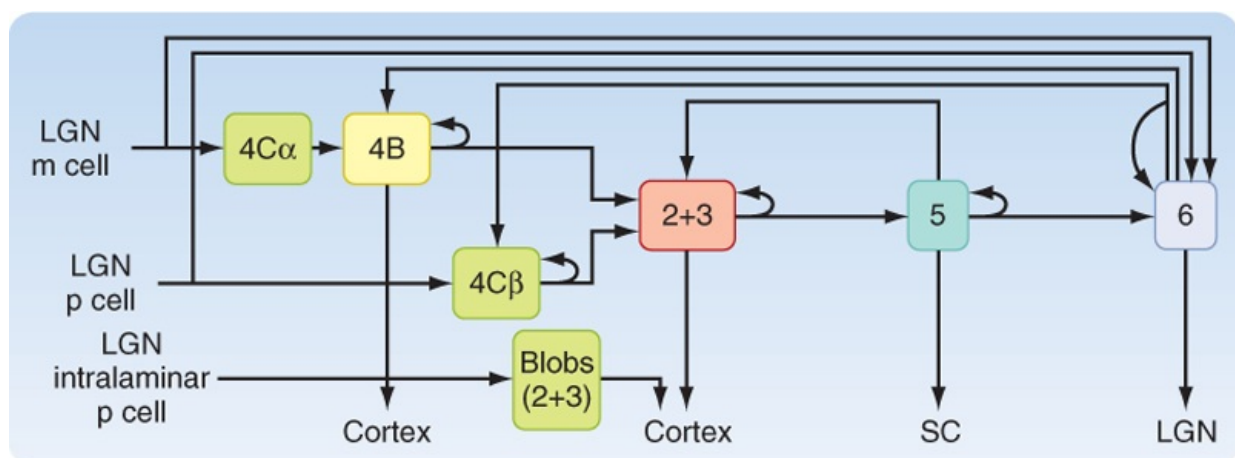 LGN
m cell
4Cα
4B
2+3
5
6
LGN
p cell
4Cβ
LGN
intralaminar
p cell
Blobs
(2+3)
Cortex
Cortex
SC
LGN